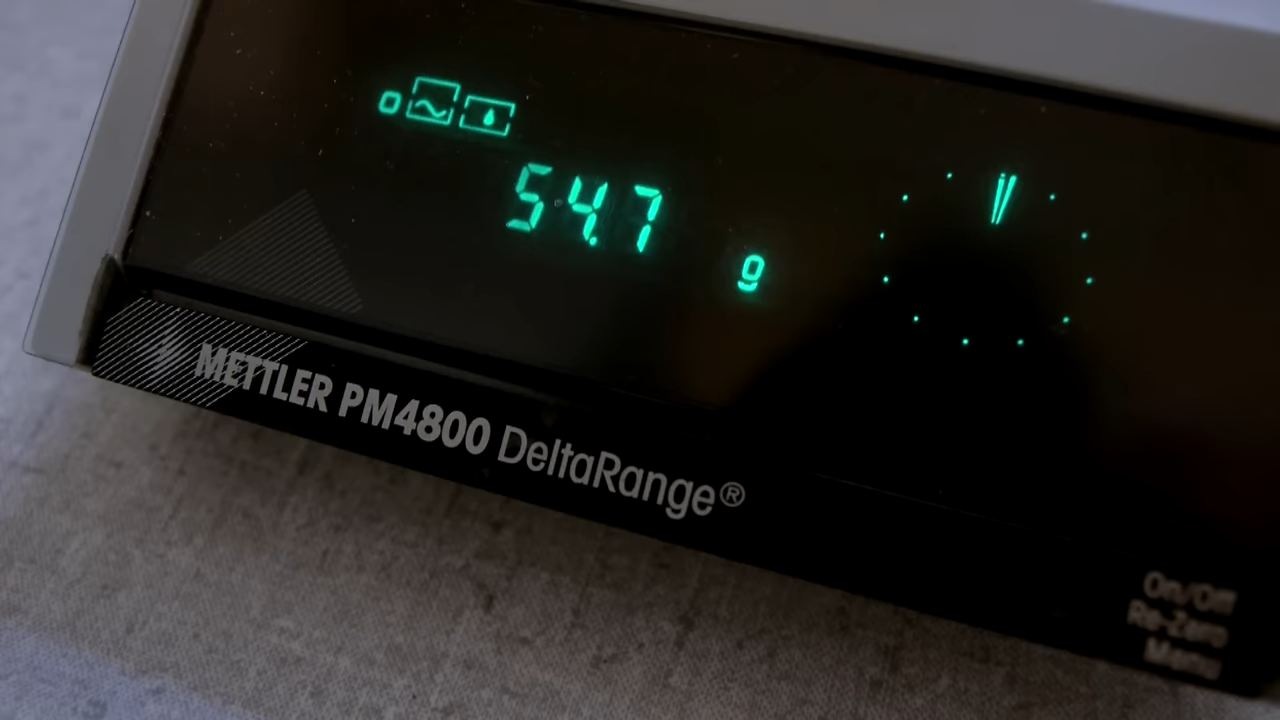 54.7
g
METTLER PM4800 DeltaRange®
On/Off
Re-Zero
Menu